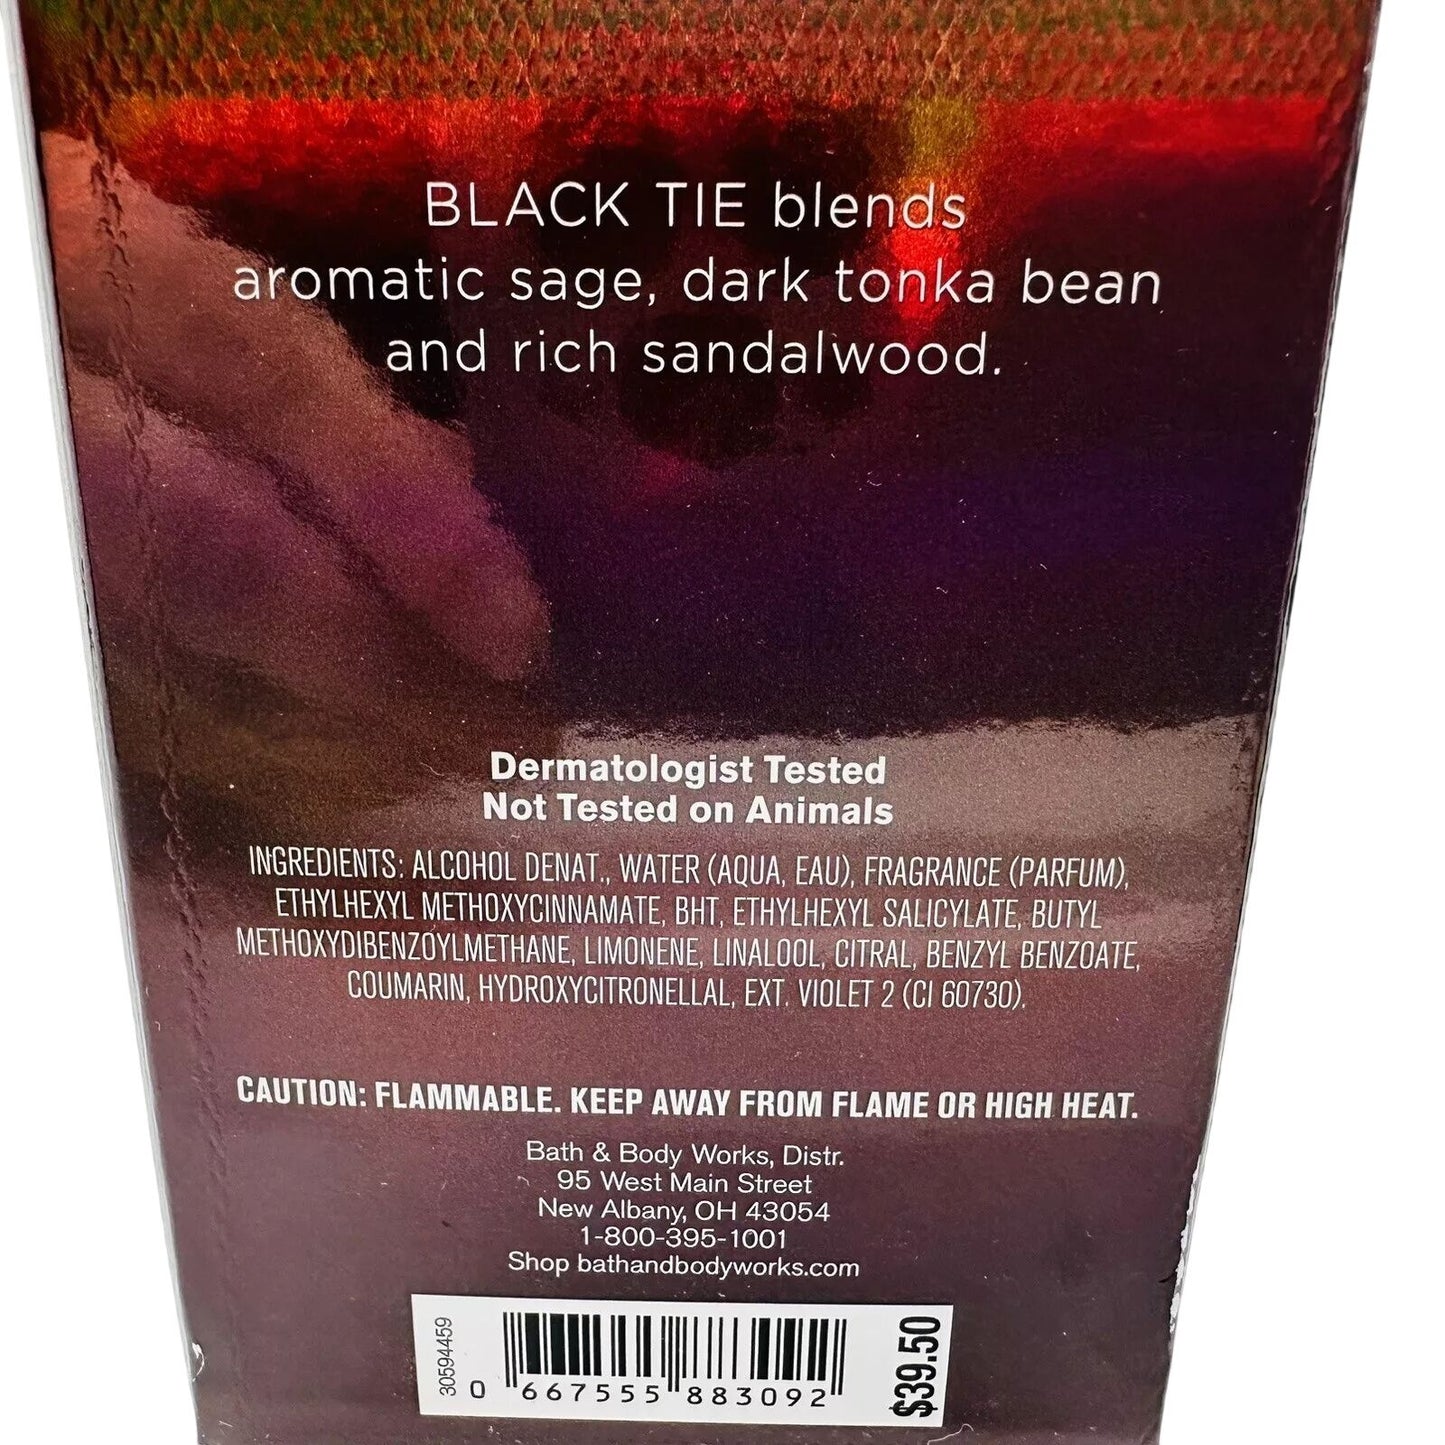 BLACK TIE blends
aromatic sage, dark tonka bean
and rich sandalwood.
Dermatologist Tested
Not Tested on Animals
INGREDIENTS: ALCOHOL DENAT., WATER (AQUA, EAU), FRAGRANCE (PARFUM),
ETHYLHEXYL METHOXYCINNAMATE, BHT, ETHYLHEXYL SALICYLATE, BUTYL
METHOXYDIBENZOYLMETHANE, LIMONENE, LINALOOL, CITRAL, BENZYL BENZOATE,
COUMARIN, HYDROXYCITRONELLAL, EXT. VIOLET 2 (CI 60730).
CAUTION: FLAMMABLE. KEEP AWAY FROM FLAME OR HIGH HEAT.
Bath & Body Works, Distr.
95 West Main Street
New Albany, OH 43054
1-800-395-1001
Shop bathandbodyworks.com
30594459
0 667555 883092
$39.50